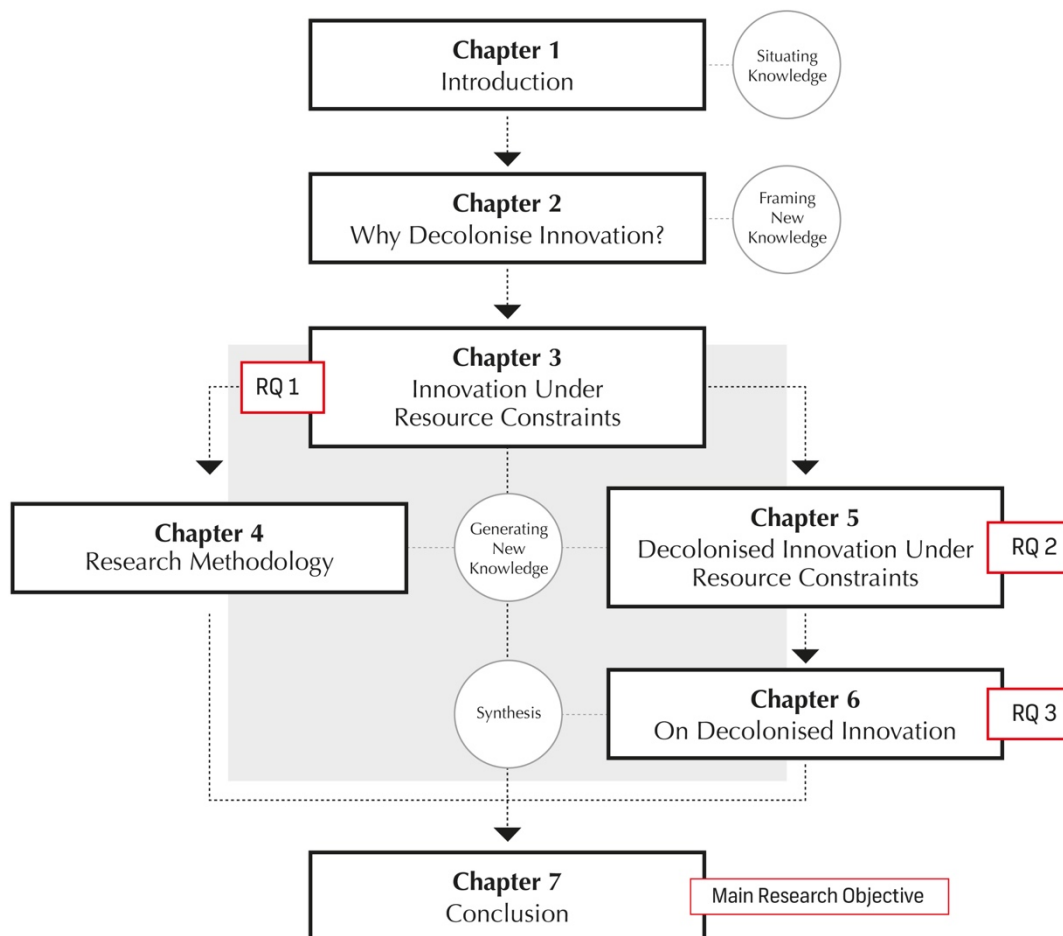 Chapter 1
Introduction
Situating
Knowledge
Chapter 2
Why Decolonise Innovation?
Framing
New
Knowledge
Chapter 3
Innovation Under
Resource Constraints
RQ 1
Chapter 4
Research Methodology
Generating
New
Knowledge
Chapter 5
Decolonised Innovation Under
Resource Constraints
RQ 2
Synthesis
Chapter 6
On Decolonised Innovation
RQ 3
Chapter 7
Conclusion
Main Research Objective